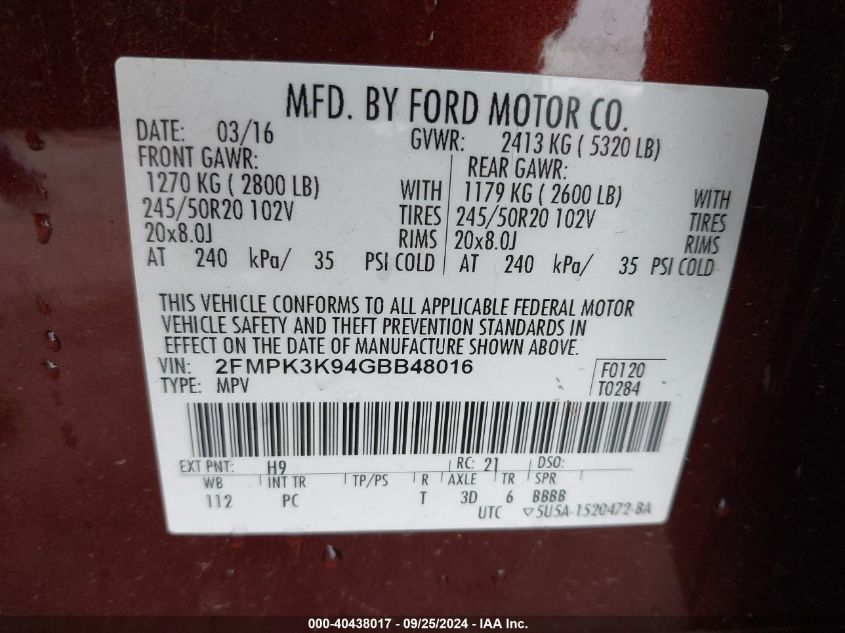 MFD. BY FORD MOTOR CO.
DATE: 03/16 GVWR: 2413 KG ( 5320 LB)
FRONT GAWR: REAR GAWR:
1270 KG ( 2800 LB) WITH 1179 KG ( 2600 LB) WITH
245/50R20 102V TIRES 245/50R20 102V TIRES
20x8.0J RIMS 20x8.0J RIMS
AT 240 kPa/ 35 PSI COLD AT 240 kPa/ 35 PSI COLD
THIS VEHICLE CONFORMS TO ALL APPLICABLE FEDERAL MOTOR
VEHICLE SAFETY AND THEFT PREVENTION STANDARDS IN
EFFECT ON THE DATE OF MANUFACTURE SHOWN ABOVE.
VIN: 2FMPK3K94GBB48016 F0120
TYPE: MPV T0284
EXT PNT: H9 RC: 21 DSO:
WB INT TR TP/PS R AXLE TR SPR
112 PC T 3D 6 BBBB
UTC ▽5U5A-1520472-BA
000-40438017 - 09/25/2024 - IAA Inc.